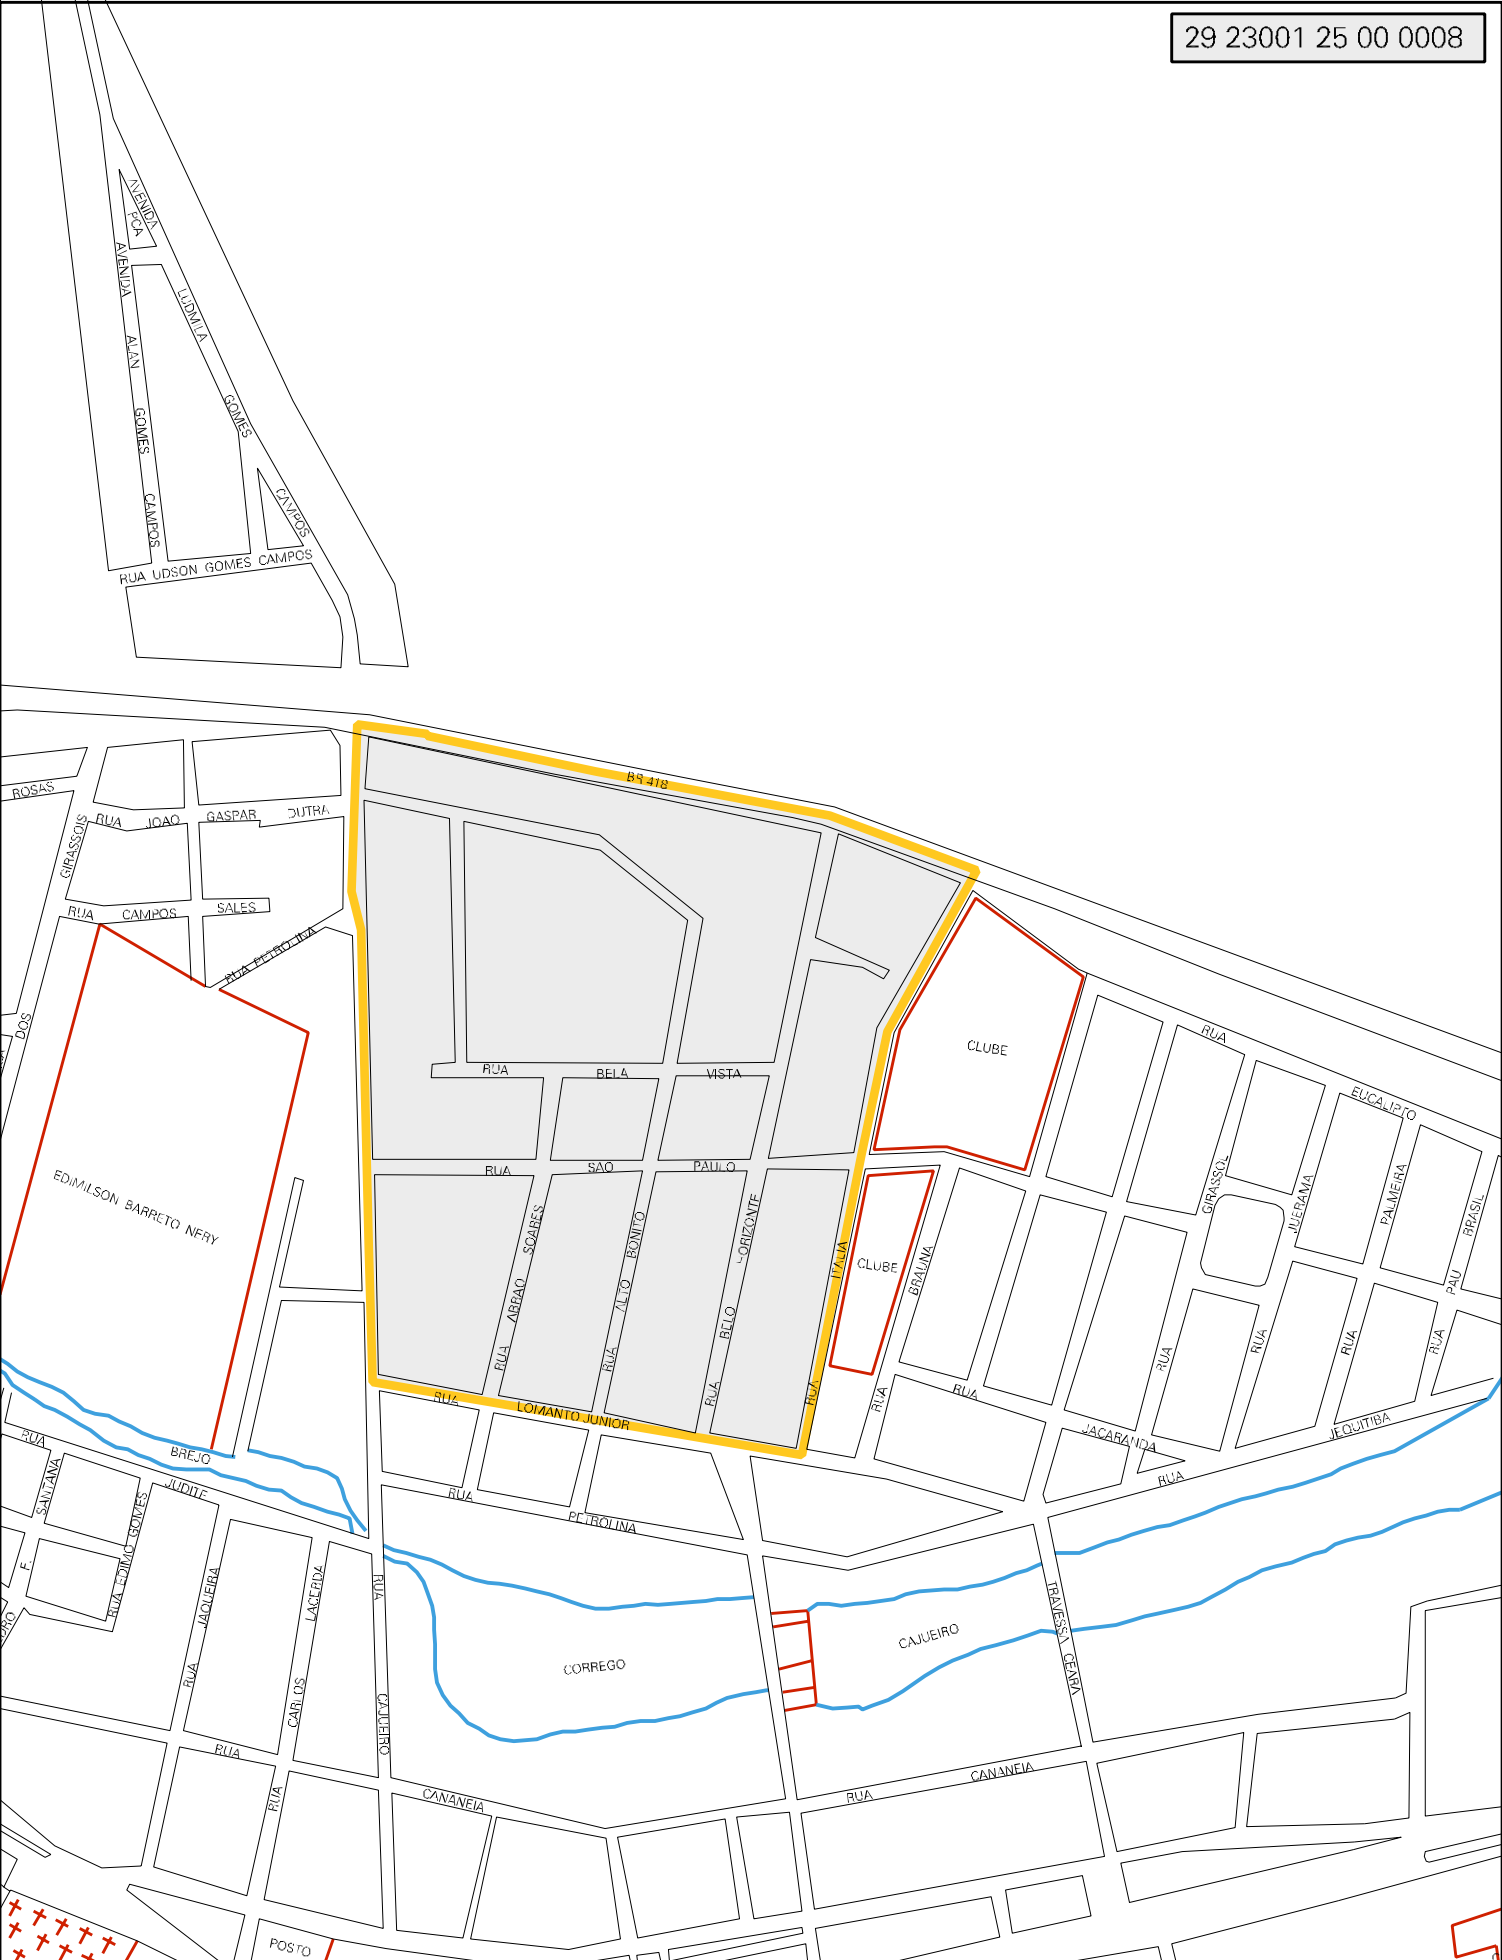 29 23001 25 00 0008
AVENIDA
PCA
AVENIDA
LUDMILA
ALAN
GOMES
GOMES
CAMPOS
CAMPOS
RUA UDSON GOMES CAMPOS
BR 418
ROSAS
RUA JOAO GASPAR DUTRA
GIRASSOIS
RUA CAMPOS SALES
RUA PETROLINA
DOS
CLUBE
RUA
EUCALIPTO
RUA BELA VISTA
RUA SAO PAULO
EDIMILSON BARRETO NERY
SOARES
ABRAO
RUA
BONITO
ALTO
RUA
HORIZONTE
BELO
RUA
ITALIA
RUA
CLUBE
BRAUNA
RUA
GIRASSOL
RUA
JUERAMA
RUA
PALMEIRA
RUA
BRASIL
PAU
RUA
RUA
JACARANDA
RUA
JEQUITIBA
RUA
LOMANTO JUNIOR
RUA
JUDITE
BREJO
SANTANA
RUA EDIMO GOMES
F.
RUA
PETROLINA
JAQUEIRA
RUA
LACERDA
CARLOS
RUA
RUA
CAJUEIRO
CORREGO
CAJUEIRO
TRAVESSA CEARA
RUA
CANANEIA
RUA
CANANEIA
POSTO